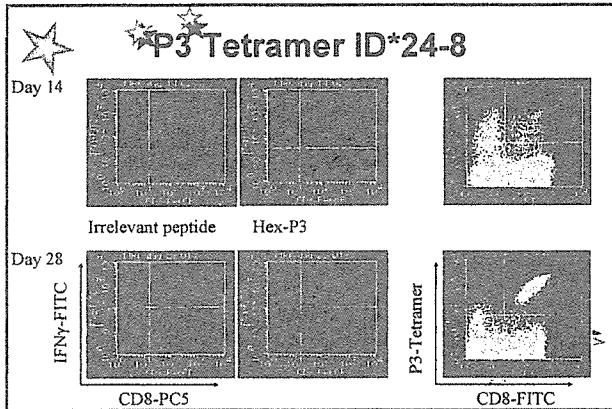 P3 Tetramer ID*24-8
Day 14
Irrelevant peptide Hex-P3
Day 28
IFNγ-FITC
P3-Tetramer
CD8-PC5
CD8-FITC